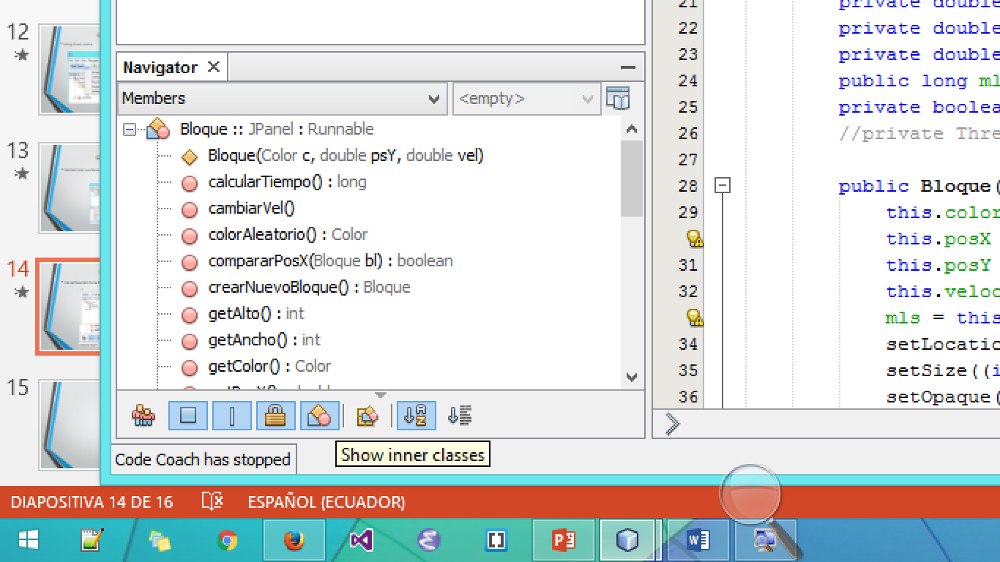 12
13
14
15
Navigator
Members
<empty>
Bloque :: JPanel : Runnable
Bloque(Color c, double psY, double vel)
calcularTiempo() : long
cambiarVel()
colorAleatorio() : Color
compararPosX(Bloque bl) : boolean
crearNuevoBloque() : Bloque
getAlto() : int
getAncho() : int
getColor() : Color
Show inner classes
Code Coach has stopped
21 private double
22 private double
23 private double
24 public long ml
25 private boolea
26 //private Thre
27
28 public Bloque(
29 this.color
this.posX
31 this.posY
32 this.veloc
mls = this
34 setLocatio
35 setSize((i
36 setOpaque(
DIAPOSITIVA 14 DE 16 ESPAÑOL (ECUADOR)